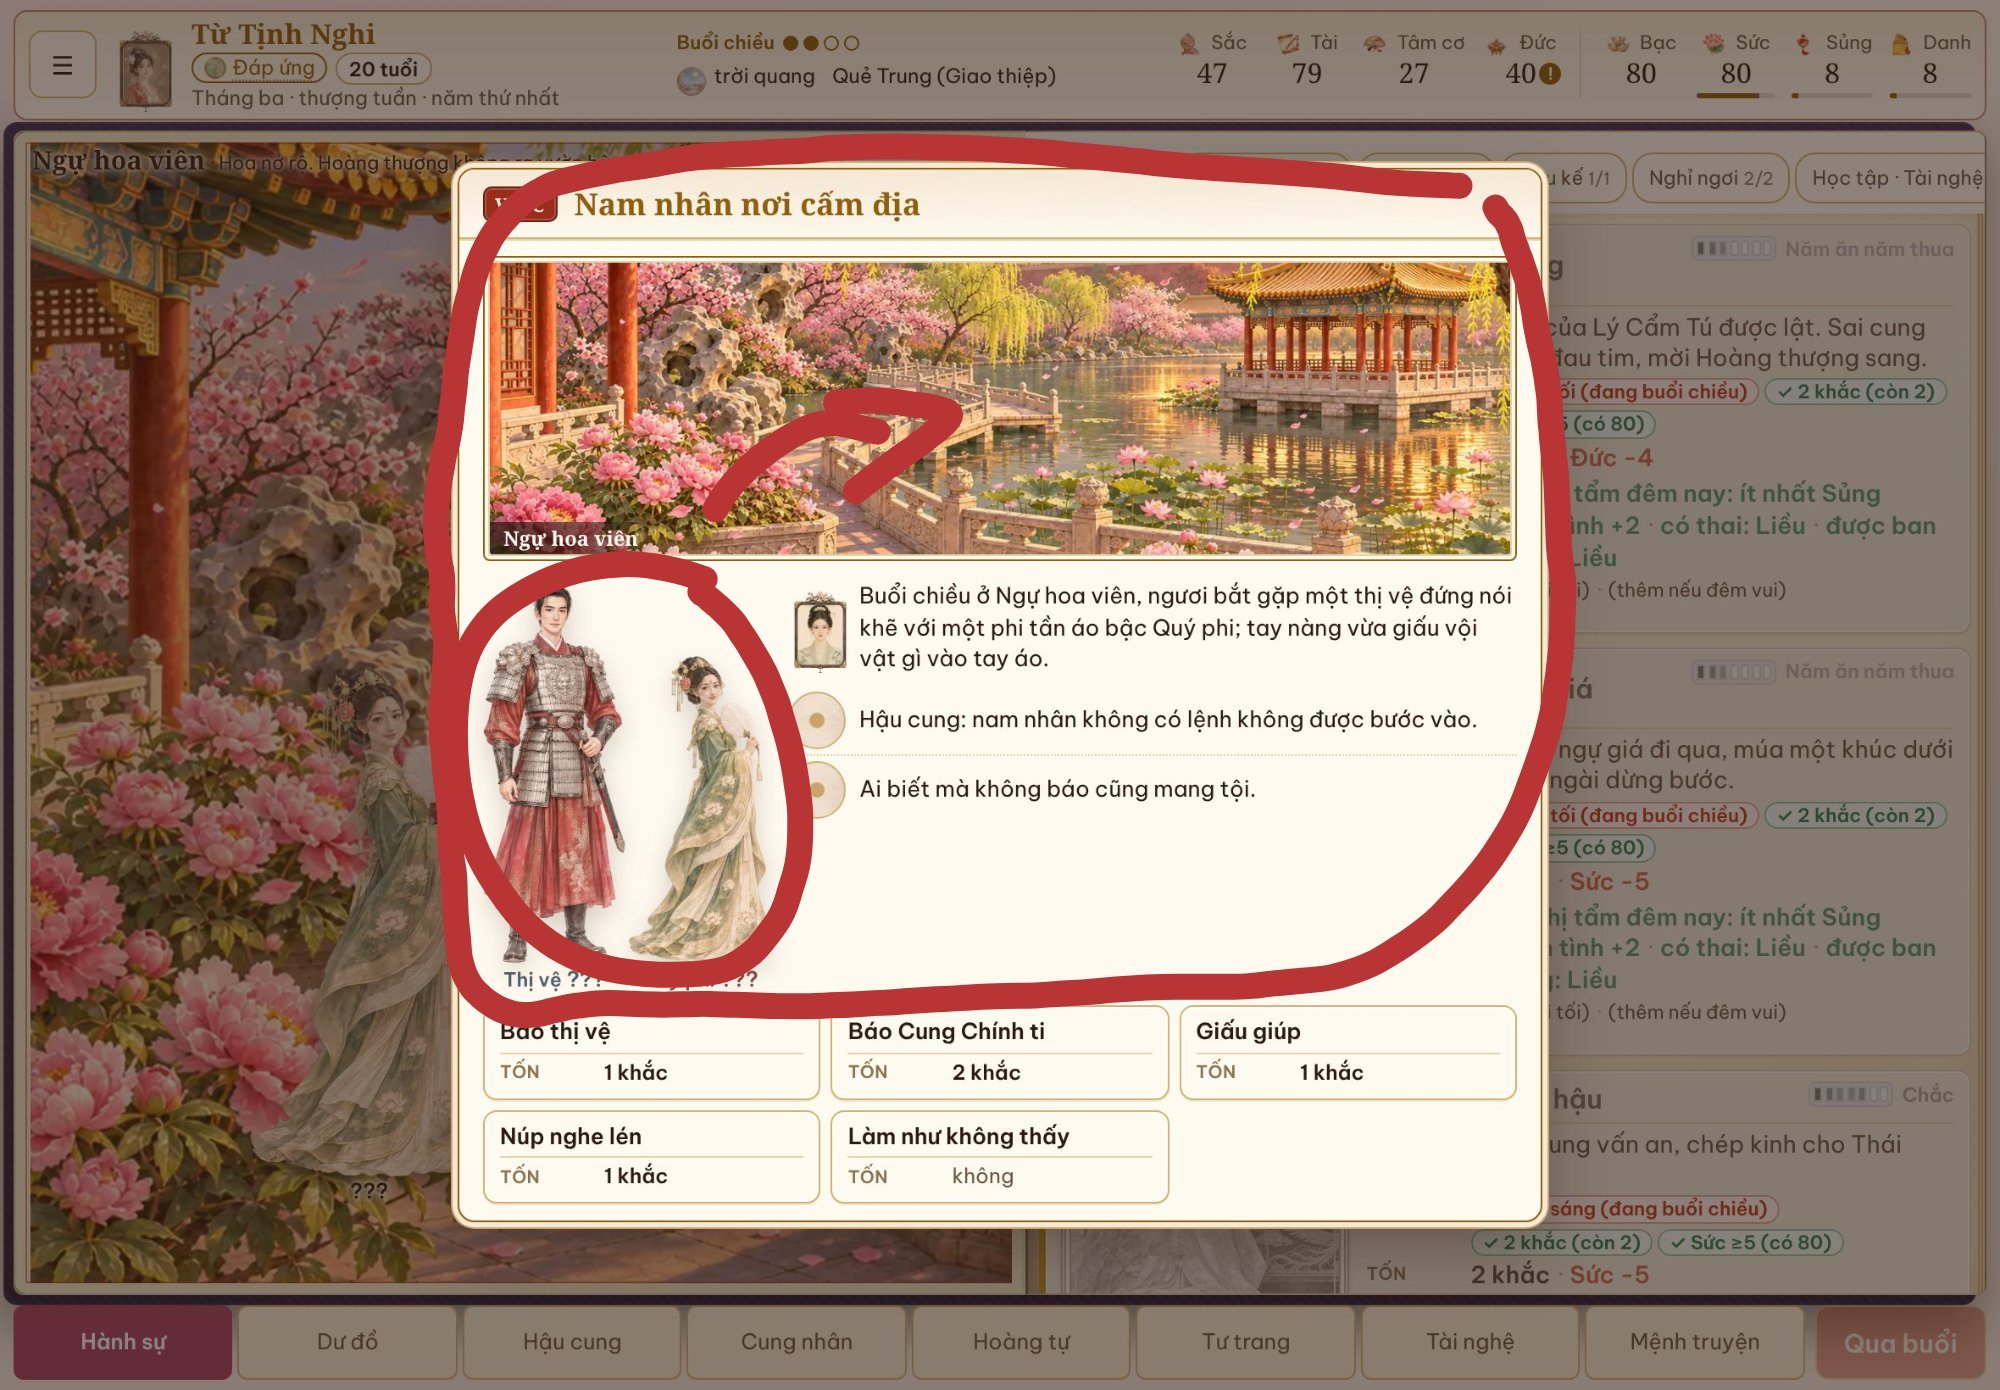 Từ Tịnh Nghi
Đáp ứng
20 tuổi
Tháng ba · thượng tuần · năm thứ nhất
Buổi chiều
trời quang Quẻ Trung (Giao thiệp)
Sắc
47
Tài
79
Tâm cơ
27
Đức
40
Bạc
80
Sức
80
Sủng
8
Danh
8
Ngự hoa viên · Hoa nở rộ. Hoàng thượng
kế 1/1
Nghỉ ngơi 2/2
Học tập · Tài nghệ
Nam nhân nơi cấm địa
Ngự hoa viên
Buổi chiều ở Ngự hoa viên, ngươi bắt gặp một thị vệ đứng nói
khẽ với một phi tần áo bậc Quý phi; tay nàng vừa giấu vội
vật gì vào tay áo.
Hậu cung: nam nhân không có lệnh không được bước vào.
Ai biết mà không báo cũng mang tội.
Thị vệ ??? ???
Báo thị vệ
TỐN 1 khắc
Báo Cung Chính ti
TỐN 2 khắc
Giấu giúp
TỐN 1 khắc
Núp nghe lén
TỐN 1 khắc
Làm như không thấy
TỐN không
???
Năm ăn năm thua
của Lý Cẩm Tú được lật. Sai cung
đau tim, mời Hoàng thượng sang.
(đang buổi chiều) ✓ 2 khắc (còn 2)
(có 80)
Đức -4
tẩm đêm nay: ít nhất Sủng
+2 · có thai: Liều · được ban
Liều
· (thêm nếu đêm vui)
Năm ăn năm thua
giá
ngự giá đi qua, múa một khúc dưới
ngài dừng bước.
tối (đang buổi chiều) ✓ 2 khắc (còn 2)
≥5 (có 80)
· Sức -5
tẩm đêm nay: ít nhất Sủng
tình +2 · có thai: Liều · được ban
: Liều
tối) · (thêm nếu đêm vui)
Chắc
hậu
vấn an, chép kinh cho Thái
sáng (đang buổi chiều)
✓ 2 khắc (còn 2) ✓ Sức ≥5 (có 80)
TỐN 2 khắc · Sức -5
Hành sự
Dư đồ
Hậu cung
Cung nhân
Hoàng tự
Tư trang
Tài nghệ
Mệnh truyện
Qua buổi